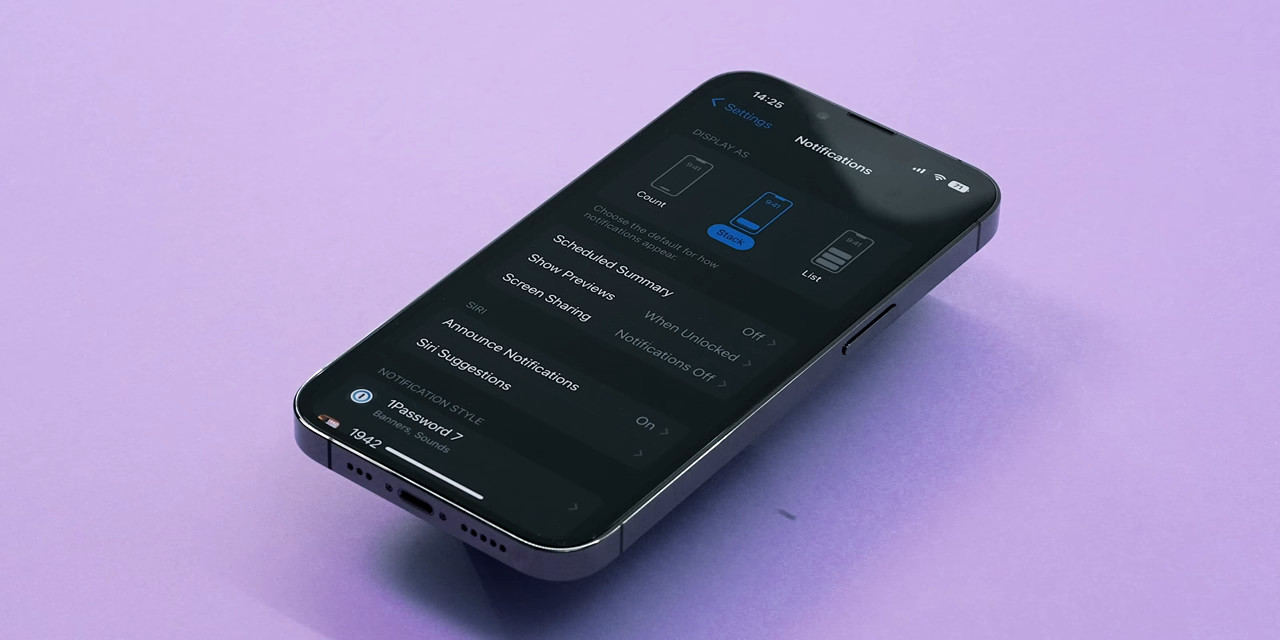 14:25
71
Settings
Notifications
DISPLAY AS
9:41
9:41
9:41
Count
Stack
List
Choose the default for how
notifications appear.
Scheduled Summary
Off
Show Previews
When Unlocked
Screen Sharing
Notifications Off
SIRI
Announce Notifications
On
Siri Suggestions
NOTIFICATION STYLE
1Password 7
Banners, Sounds
1942